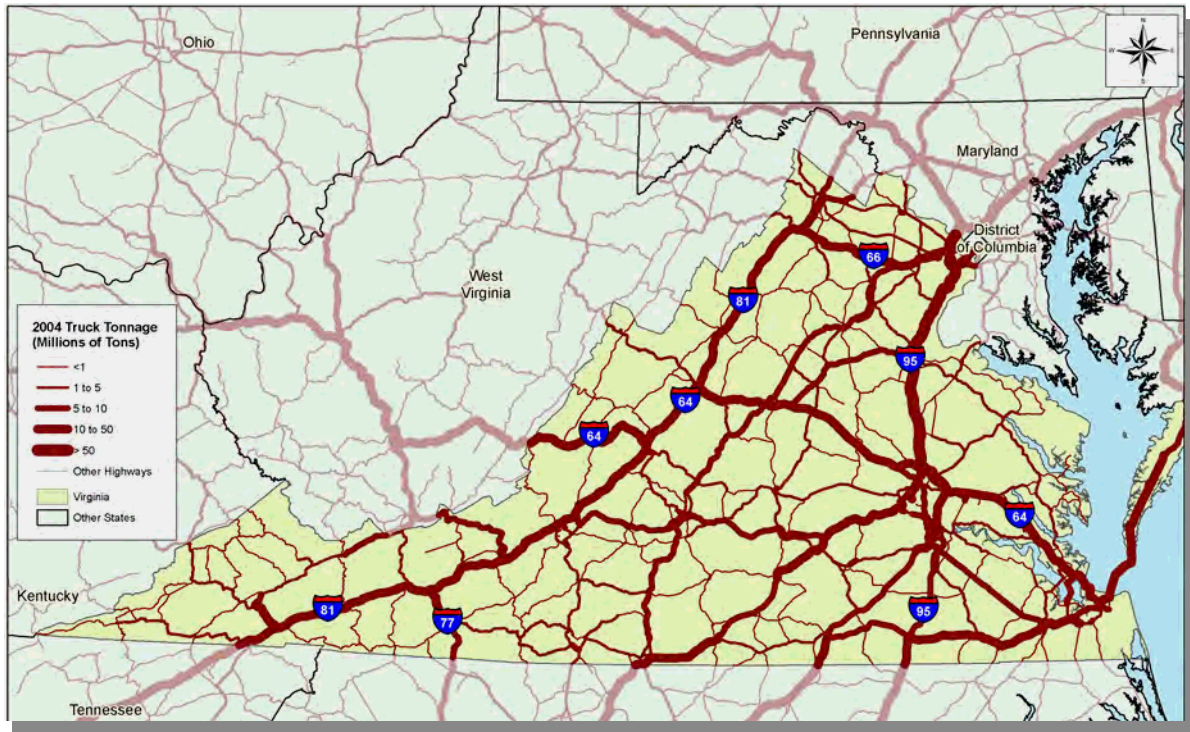 Ohio
Pennsylvania
N
W
E
S
Maryland
District
of Columbia
66
West
Virginia
81
2004 Truck Tonnage
(Millions of Tons)
<1
1 to 5
5 to 10
10 to 50
> 50
Other Highways
Virginia
Other States
95
64
64
64
Kentucky
81
77
95
Tennessee